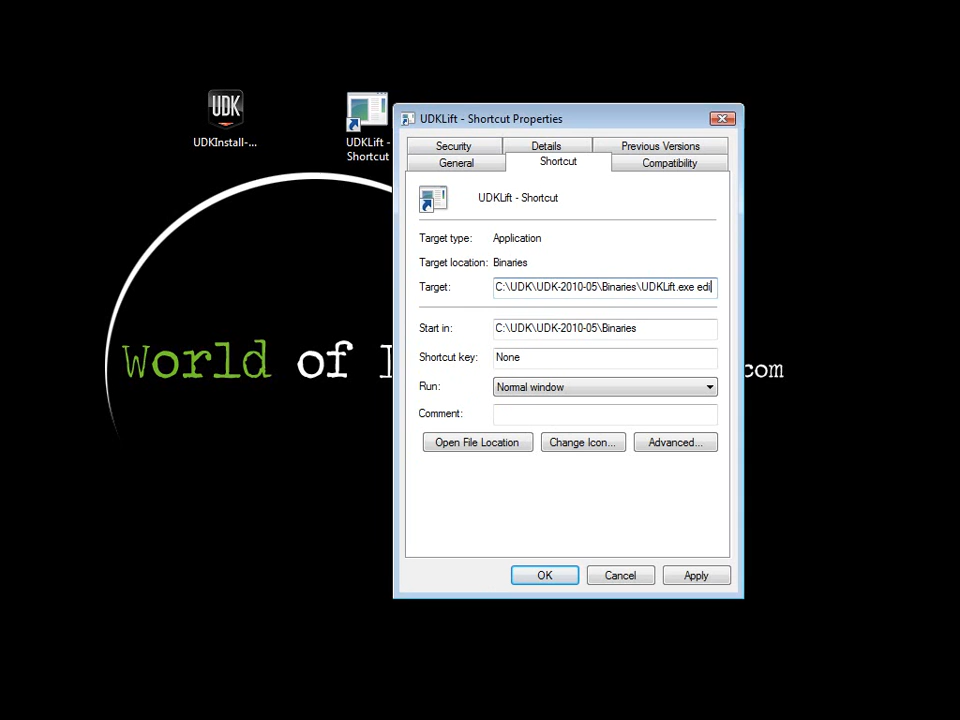 UDK
UDKInstall-...
UDKLift -
Shortcut
UDKLift - Shortcut Properties
Security
Details
Previous Versions
General
Shortcut
Compatibility
UDKLift - Shortcut
Target type:
Application
Target location:
Binaries
Target:
C:\UDK\UDK-2010-05\Binaries\UDKLift.exe edi
Start in:
C:\UDK\UDK-2010-05\Binaries
Shortcut key:
None
Run:
Normal window
Comment:
Open File Location
Change Icon...
Advanced...
OK
Cancel
Apply
World of
com